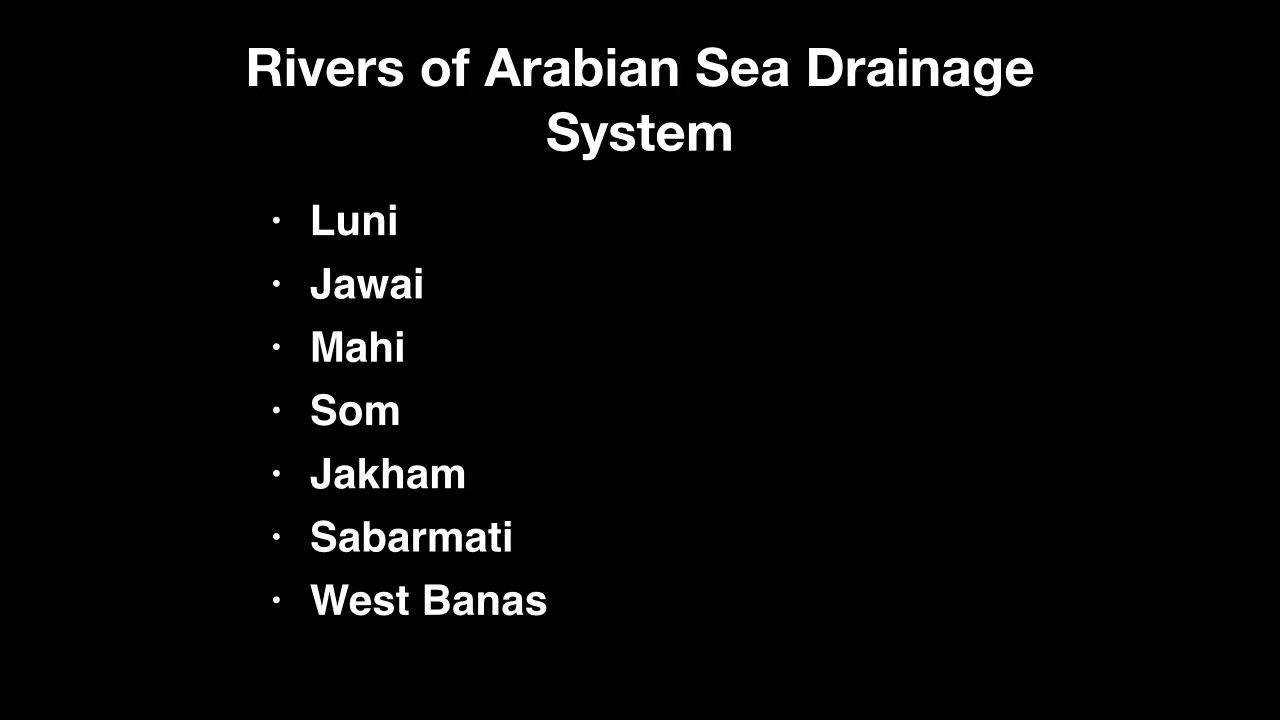 Rivers of Arabian Sea Drainage
System
· Luni
· Jawai
· Mahi
· Som
· Jakham
· Sabarmati
· West Banas